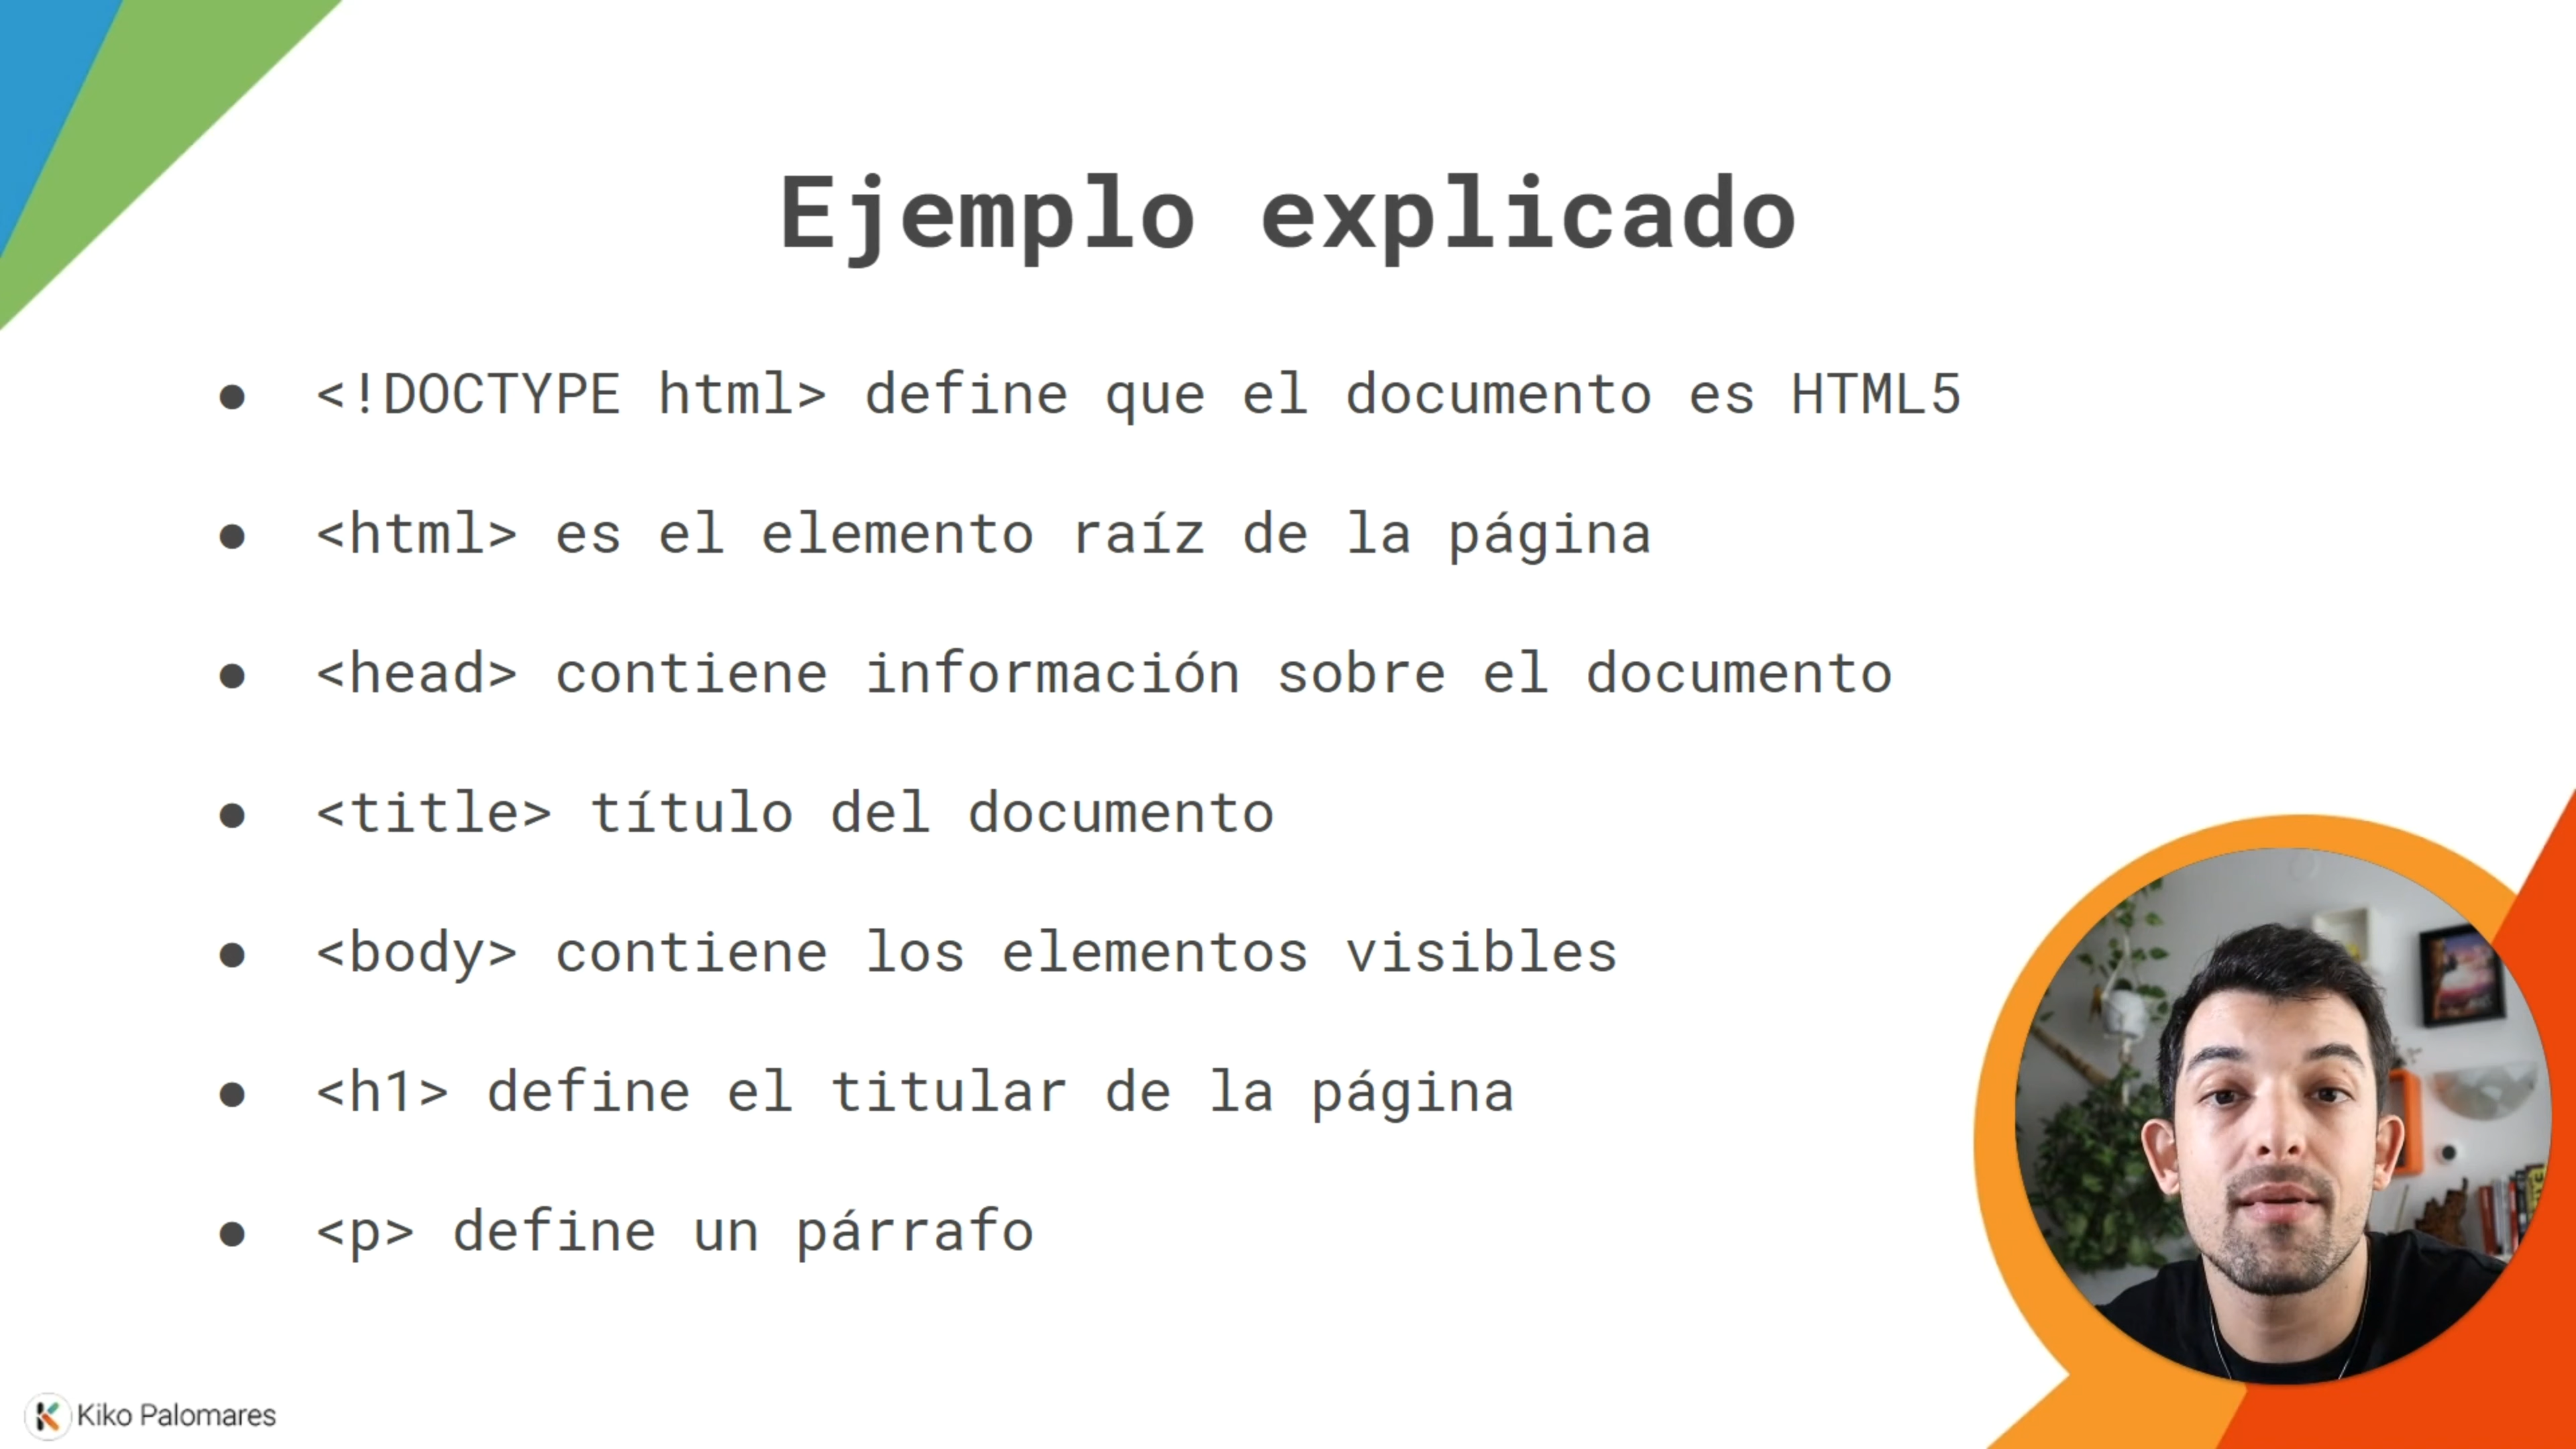 Ejemplo explicado
● <!DOCTYPE html> define que el documento es HTML5
● <html> es el elemento raíz de la página
● <head> contiene información sobre el documento
● <title> título del documento
● <body> contiene los elementos visibles
● <h1> define el titular de la página
● <p> define un párrafo
Kiko Palomares